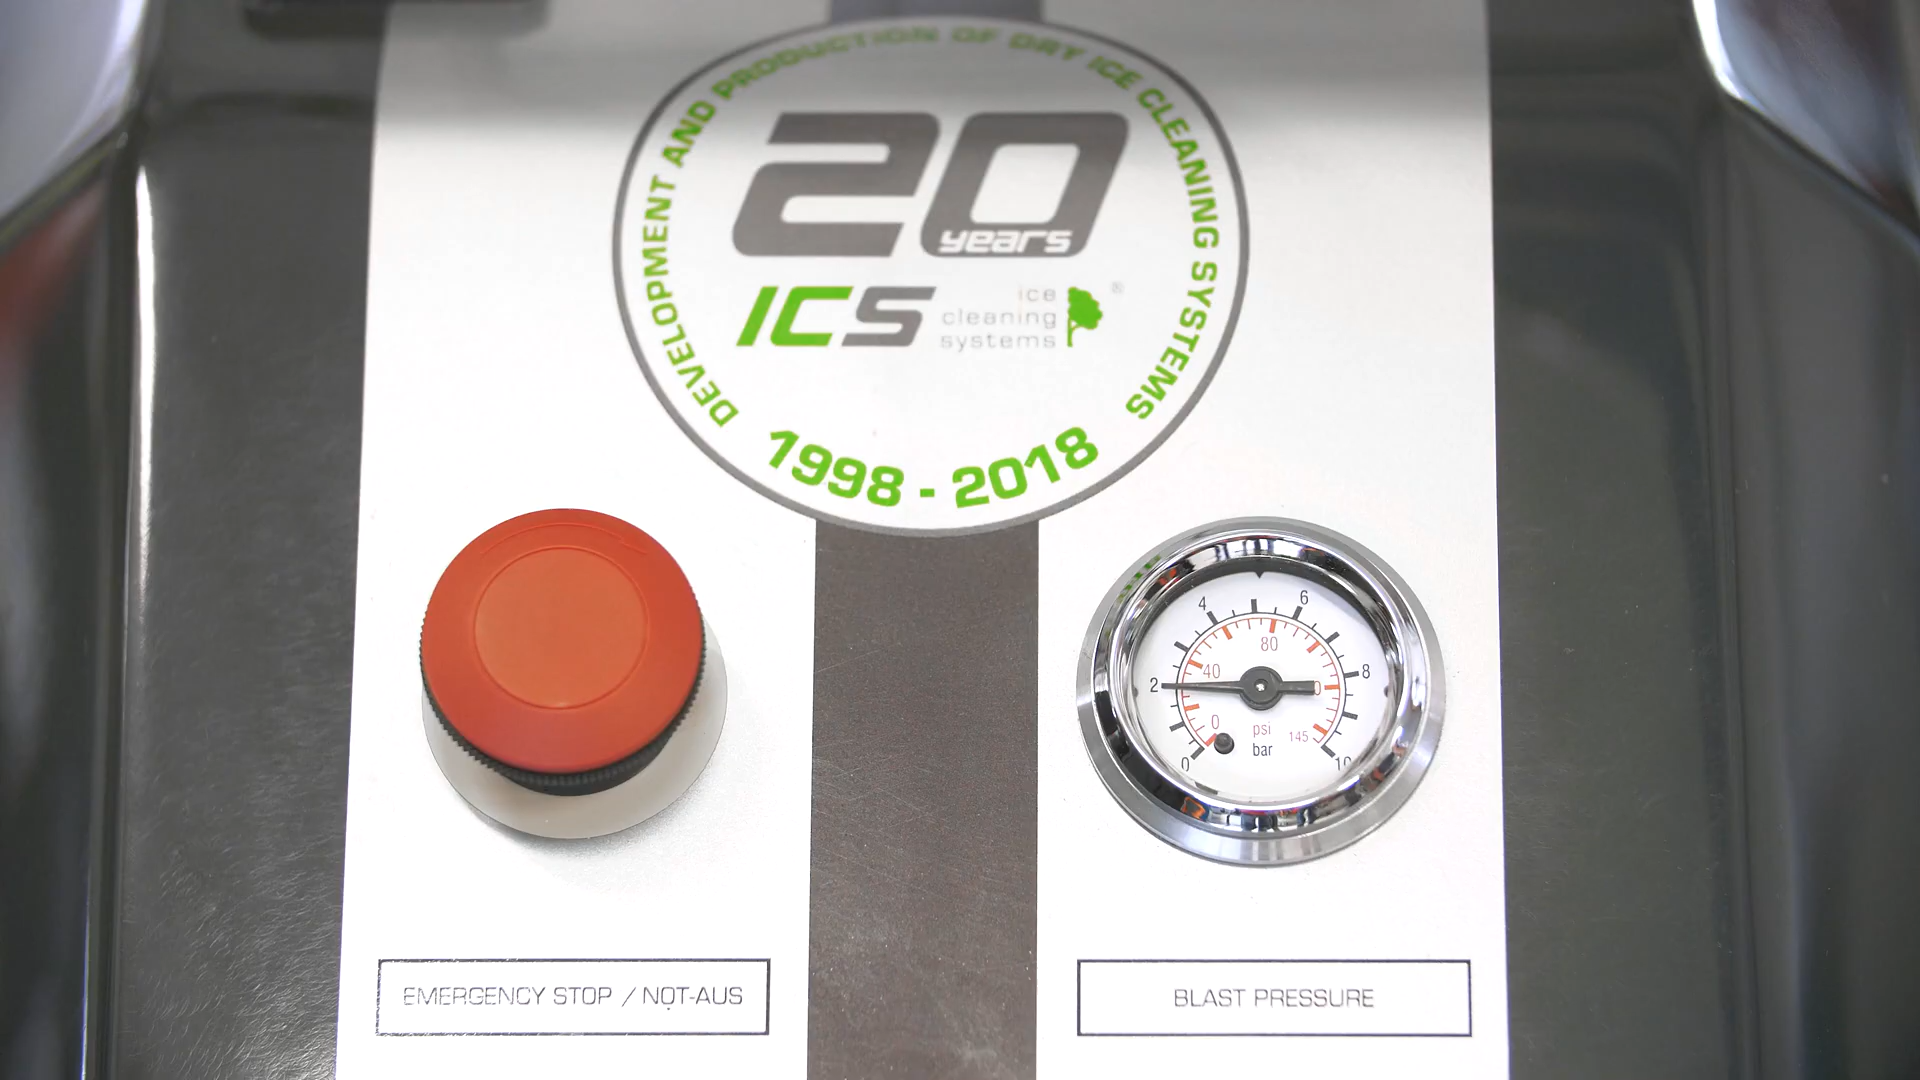 DEVELOPMENT AND PRODUCTION OF DRY ICE CLEANING SYSTEMS
20
years
ICS
ice
cleaning
systems
®
1998 - 2018
4
6
80
40
2
8
0
psi
145
bar
0
10
EMERGENCY STOP / NOT-AUS
BLAST PRESSURE